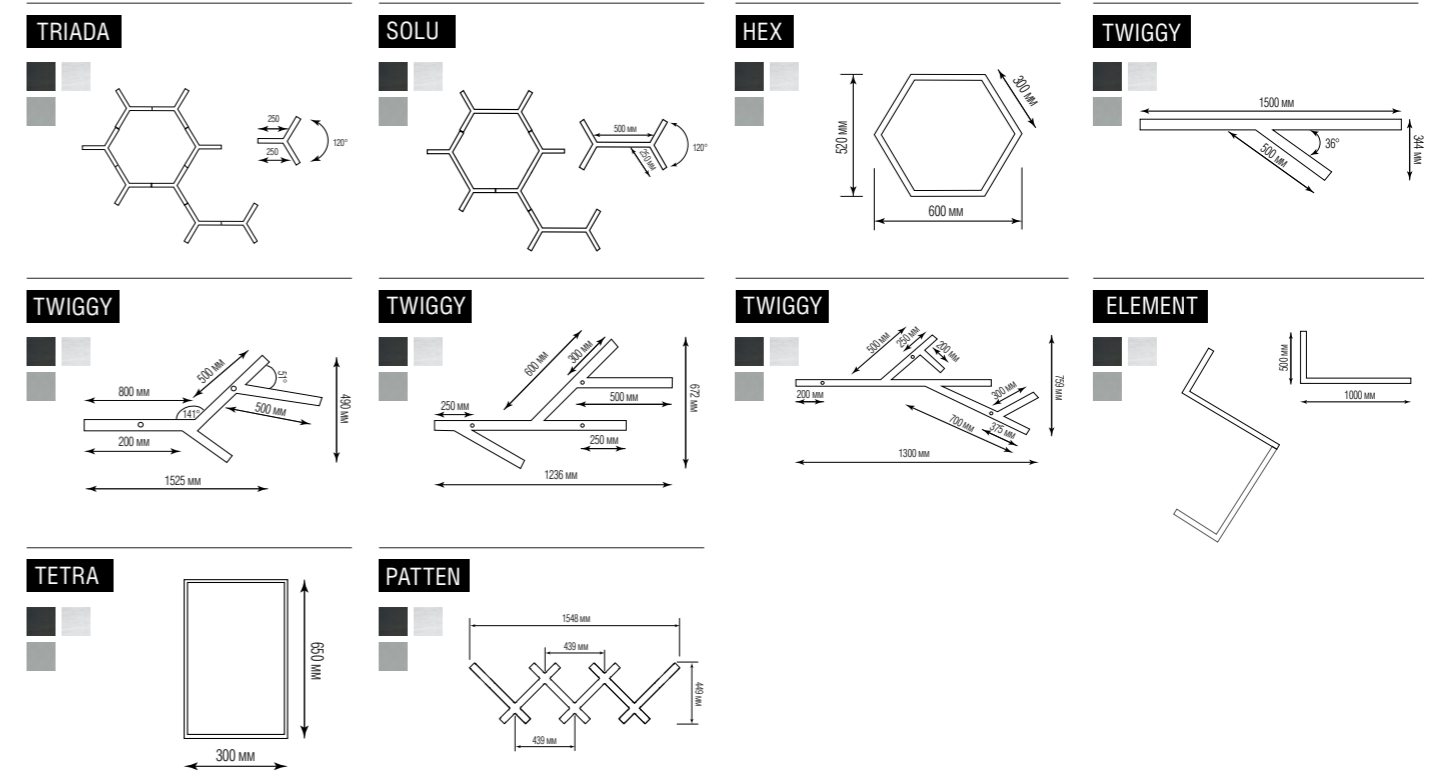 TRIADA
250
250
120°
SOLU
500 мм
250 мм
120°
HEX
520 мм
300 мм
600 мм
TWIGGY
1500 мм
500 мм
36°
344 мм
TWIGGY
800 мм
500 мм
51°
141°
500 мм
200 мм
490 мм
1525 мм
TWIGGY
600 мм
300 мм
250 мм
500 мм
250 мм
672 мм
1236 мм
TWIGGY
500 мм
250 мм
200 мм
200 мм
300 мм
700 мм
375 мм
759 мм
1300 мм
ELEMENT
500 мм
1000 мм
TETRA
650 мм
300 мм
PATTEN
1548 мм
439 мм
449 мм
439 мм